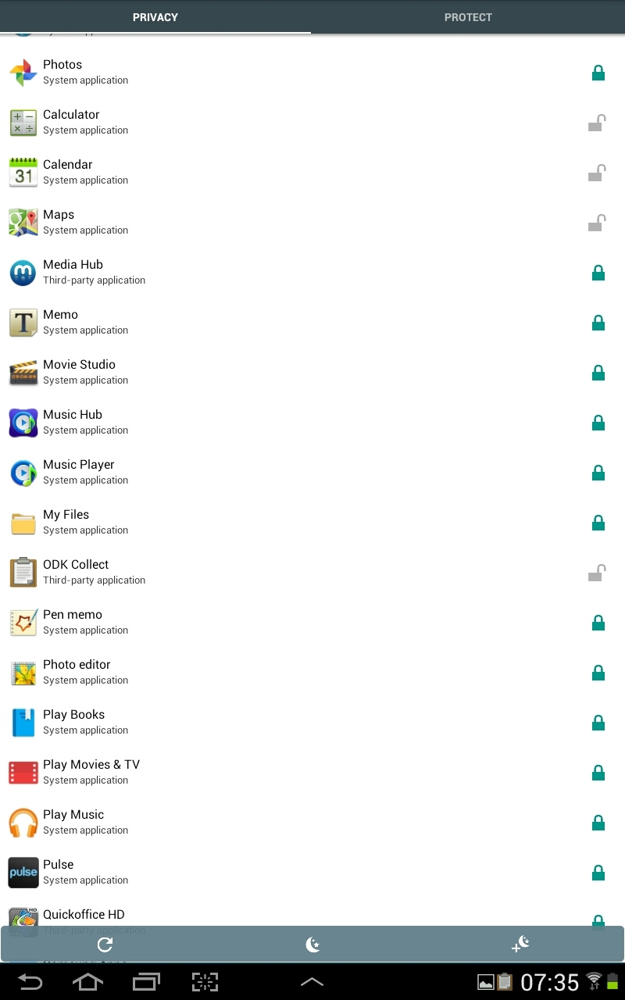 PRIVACY
PROTECT
Photos
System application
Calculator
System application
31
Calendar
System application
Maps
System application
Media Hub
Third-party application
T
Memo
System application
Movie Studio
System application
Music Hub
System application
Music Player
System application
My Files
System application
ODK Collect
Third-party application
Pen memo
System application
Photo editor
System application
Play Books
System application
Play Movies & TV
System application
Play Music
System application
pulse
Pulse
System application
HD
Quickoffice HD
Third-party application
07:35